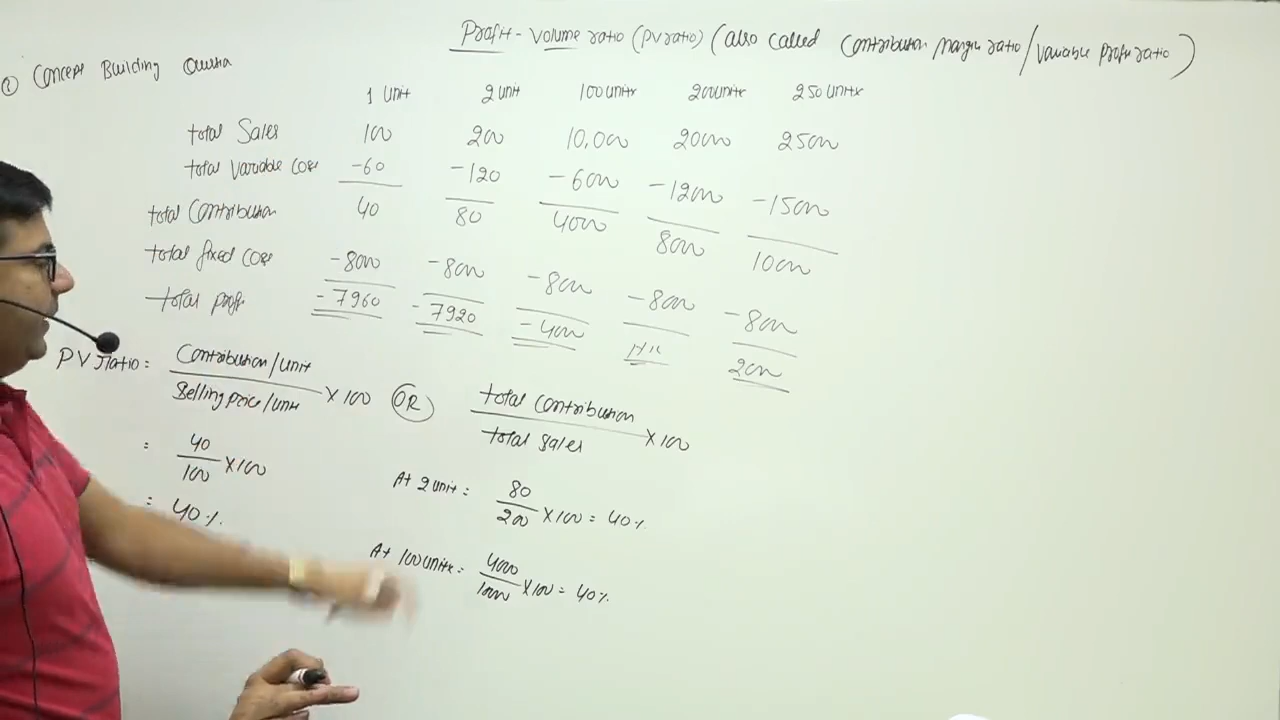 Profit - Volume ratio (PV ratio) (also called Contribution Margin ratio / Variable Profit ratio)
Concept Building
1 Unit 2 Unit 100 Units 200 Units 250 Units
total Sales 100 200 10,000 20000 25000
total Variable Cost -60 -120 -6000 -12000 -15000
total Contribution 40 80 4000 8000 10000
total fixed Cost -8000 -8000 -8000 -8000 -8000
total profit -7960 -7920 -4000 Nil 2000
PV Ratio = Contribution/unit / Selling price/unit X 100 OR total Contribution / total Sales X 100
= 40/100 X 100
= 40%
At 2 unit = 80/200 X 100 = 40%
At 100 units = 4000/10000 X 100 = 40%